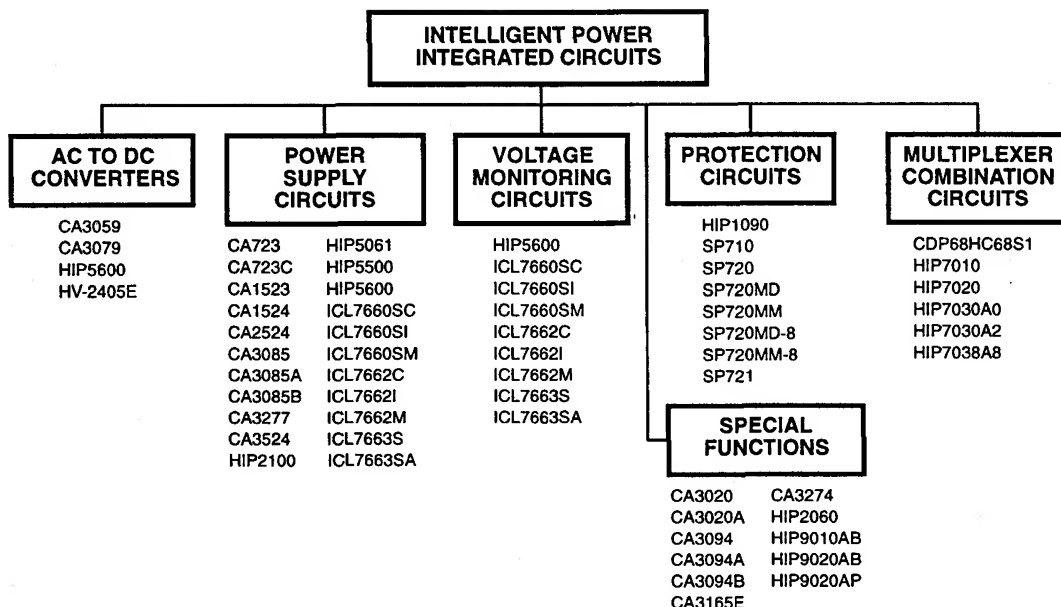 INTELLIGENT POWER
INTEGRATED CIRCUITS
AC TO DC
CONVERTERS
CA3059
CA3079
HIP5600
HV-2405E
POWER
SUPPLY
CIRCUITS
CA723
CA723C
CA1523
CA1524
CA2524
CA3085
CA3085A
CA3085B
CA3277
CA3524
HIP2100
HIP5061
HIP5500
HIP5600
ICL7660SC
ICL7660SI
ICL7660SM
ICL7662C
ICL7662I
ICL7662M
ICL7663S
ICL7663SA
VOLTAGE
MONITORING
CIRCUITS
HIP5600
ICL7660SC
ICL7660SI
ICL7660SM
ICL7662C
ICL7662I
ICL7662M
ICL7663S
ICL7663SA
PROTECTION
CIRCUITS
HIP1090
SP710
SP720
SP720MD
SP720MM
SP720MD-8
SP720MM-8
SP721
MULTIPLEXER
COMBINATION
CIRCUITS
CDP68HC68S1
HIP7010
HIP7020
HIP7030A0
HIP7030A2
HIP7038A8
SPECIAL
FUNCTIONS
CA3020
CA3020A
CA3094
CA3094A
CA3094B
CA3165E
CA3274
HIP2060
HIP9010AB
HIP9020AB
HIP9020AP